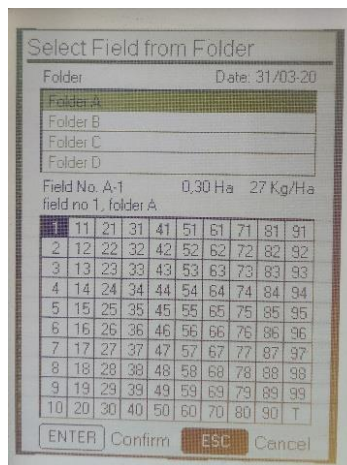 Select Field from Folder
Folder Date: 31/03-20
Folder A
Folder B
Folder C
Folder D
Field No. A-1 0,30 Ha 27 Kg/Ha
field no 1, folder A
1 11 21 31 41 51 61 71 81 91
2 12 22 32 42 52 62 72 82 92
3 13 23 33 43 53 63 73 83 93
4 14 24 34 44 54 64 74 84 94
5 15 25 35 45 55 65 75 85 95
6 16 26 36 46 56 66 76 86 96
7 17 27 37 47 57 67 77 87 97
8 18 28 38 48 58 68 78 88 98
9 19 29 39 49 59 69 79 89 99
10 20 30 40 50 60 70 80 90 T
ENTER Confirm ESC Cancel